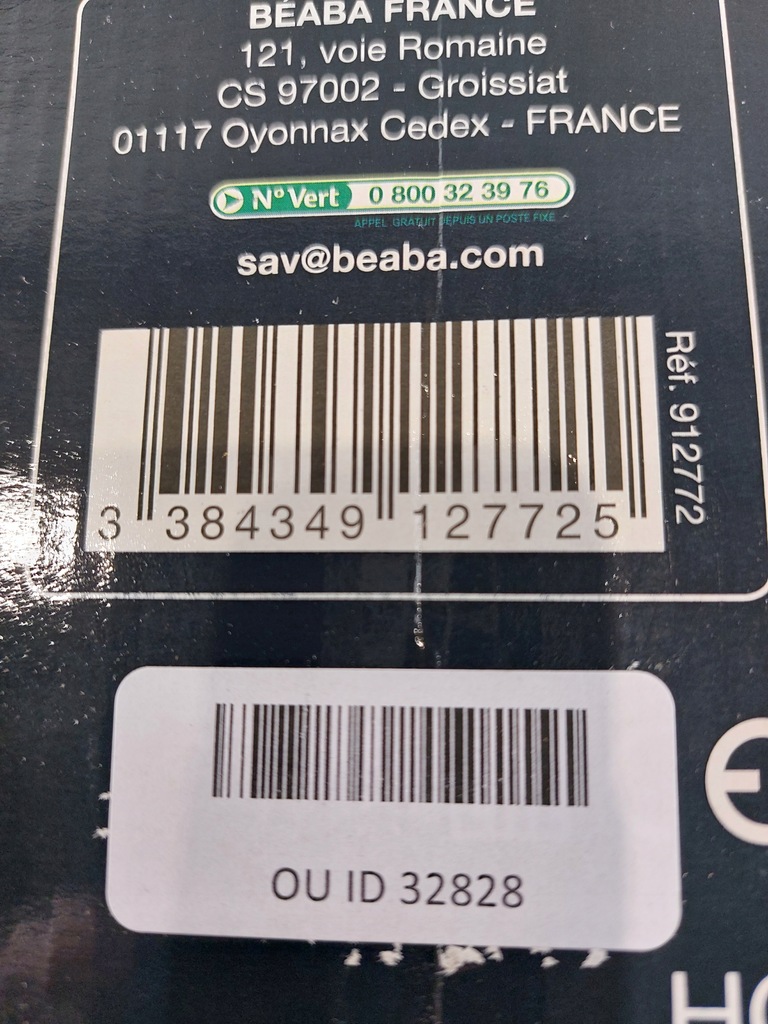 BÉABA FRANCE
121, voie Romaine
CS 97002 - Groissiat
01117 Oyonnax Cedex - FRANCE
N° Vert 0 800 32 39 76
APPEL GRATUIT DEPUIS UN POSTE FIXE
sav@beaba.com
Réf. 912772
3 384349 127725
OU ID 32828